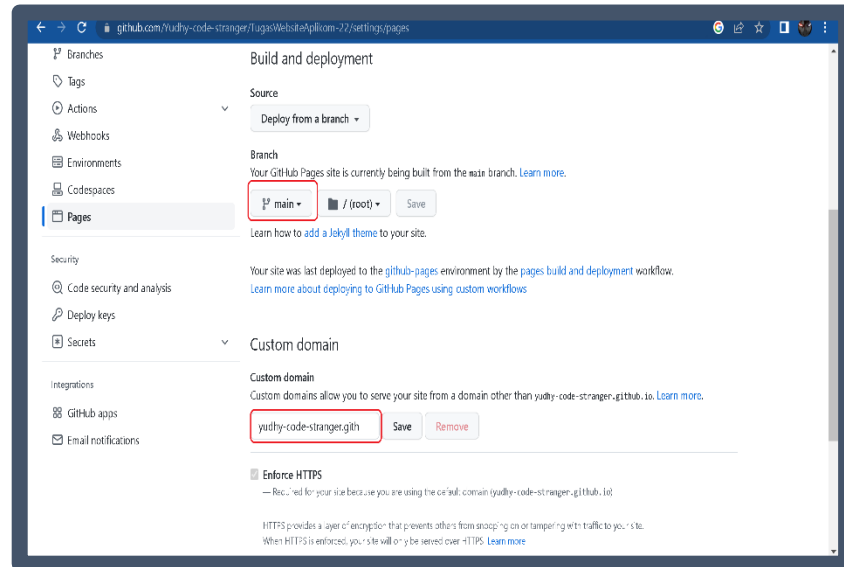 github.com/Yudhy-code-stranger/TugasWebsiteAplikom-22/settings/pages
Branches
Tags
Actions
Webhooks
Environments
Codespaces
Pages
Security
Code security and analysis
Deploy keys
Secrets
Integrations
GitHub apps
Email notifications
Build and deployment
Source
Deploy from a branch
Branch
Your GitHub Pages site is currently being built from the main branch. Learn more.
main / (root) Save
Learn how to add a Jekyll theme to your site.
Your site was last deployed to the github-pages environment by the pages build and deployment workflow.
Learn more about deploying to GitHub Pages using custom workflows
Custom domain
Custom domain
Custom domains allow you to serve your site from a domain other than yudhy-code-stranger.github.io. Learn more.
yudhy-code-stranger.gith Save Remove
Enforce HTTPS
— Required for your site because you are using the default domain (yudhy-code-stranger.github.io)
HTTPS provides a layer of encryption that prevents others from snooping on or tampering with traffic to your site.
When HTTPS is enforced, your site will only be served over HTTPS. Learn more